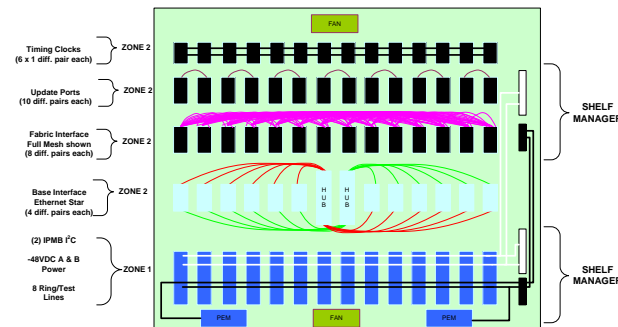 FAN
Timing Clocks
(6 x 1 diff. pair each)
ZONE 2
Update Ports
(10 diff. pairs each)
ZONE 2
Fabric Interface
Full Mesh shown
(8 diff. pairs each)
ZONE 2
SHELF
MANAGER
Base Interface
Ethernet Star
(4 diff. pairs each)
ZONE 2
HUB
HUB
(2) IPMB I²C
-48VDC A & B
Power
8 Ring/Test
Lines
ZONE 1
SHELF
MANAGER
PEM
FAN
PEM